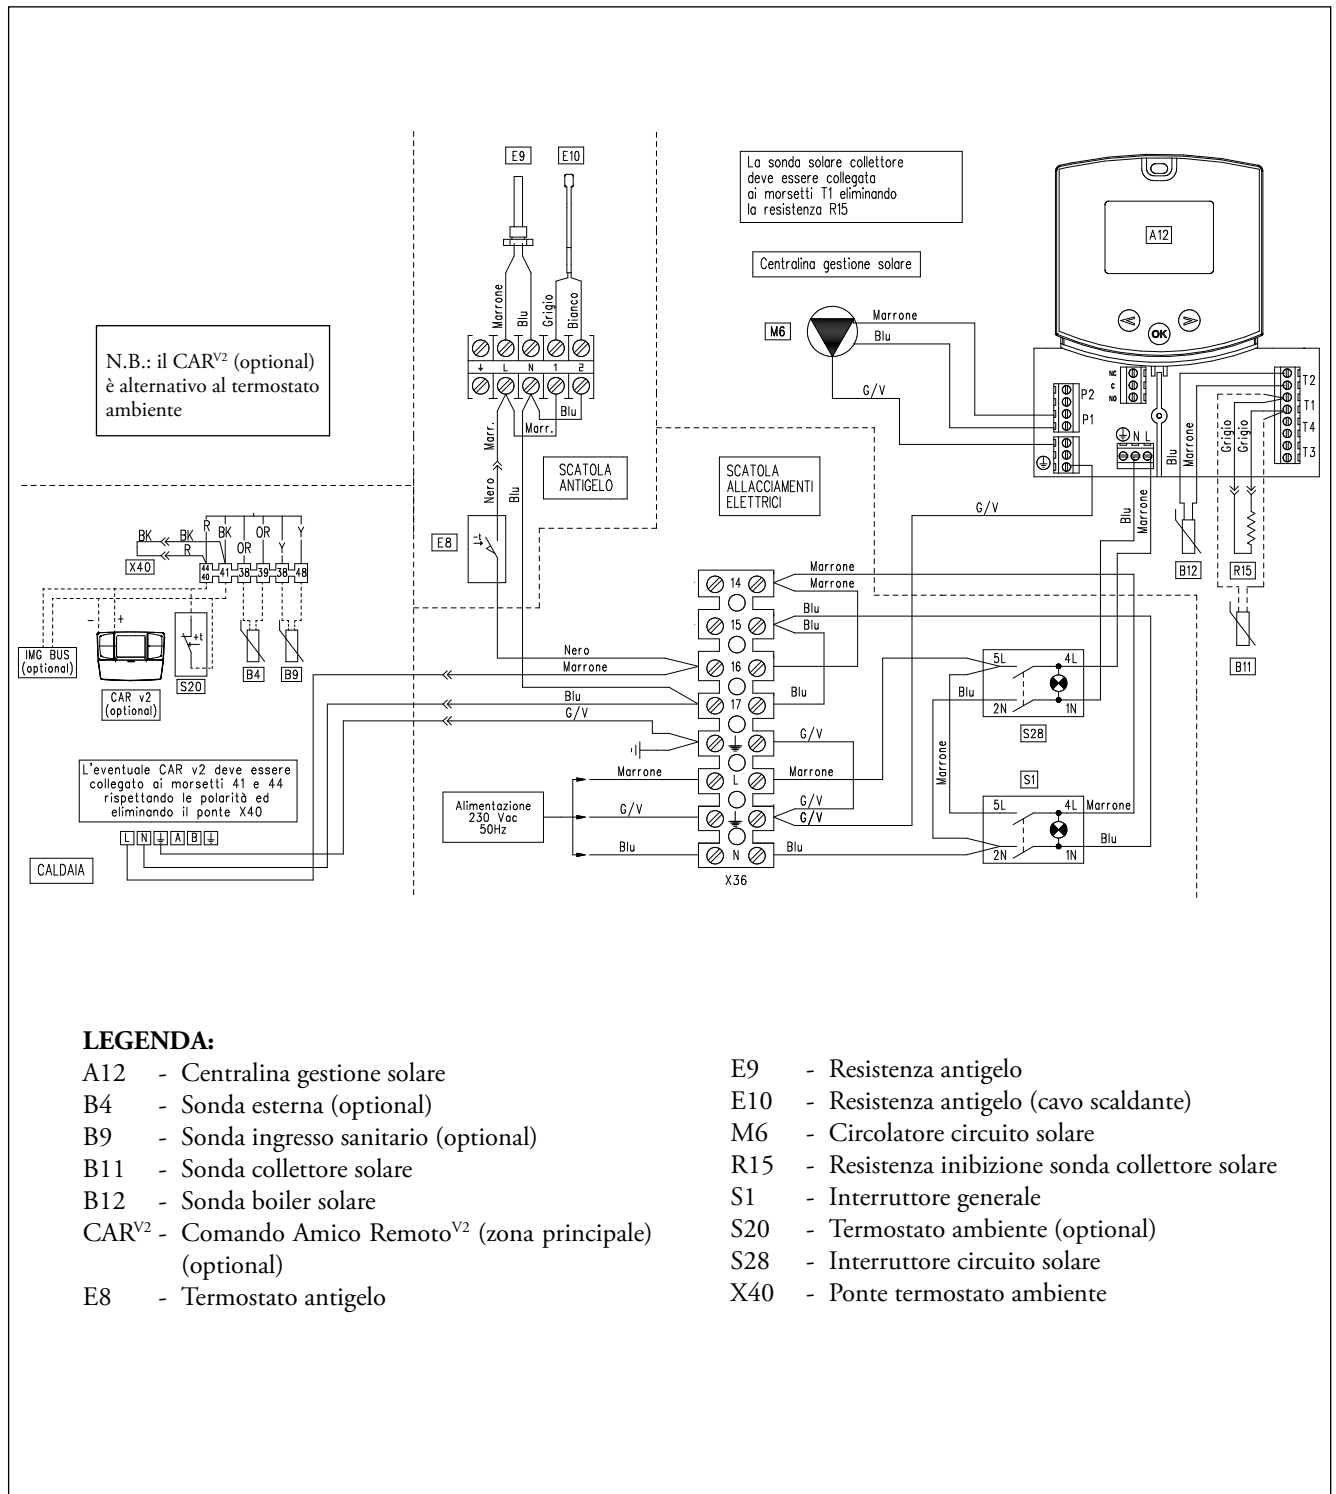 E9
E10
La sonda solare collettore
deve essere collegata
ai morsetti T1 eliminando
la resistenza R15
A12
Centralina gestione solare
Marrone
Blu
Grigio
Bianco
M6
Marrone
Blu
G/V
OK
N.B.: il CARV2 (optional)
è alternativo al termostato
ambiente
L N 1 2
Blu
Marr.
Marr.
Nero
Blu
NC
C
NO
P2
P1
N L
T2
T1
T4
T3
Blu
Marrone
Grigio
Grigio
SCATOLA
ANTIGELO
SCATOLA
ALLACCIAMENTI
ELETTRICI
G/V
Blu
Marrone
E8
BK BK R BK OR OR Y Y
R
X40
44
40 41 38 39 38 48
B12
R15
B11
- +
+t
-t
IMG BUS
(optional)
CAR v2
(optional)
S20
B4
B9
14
Marrone
Marrone
15
Blu
Blu
Nero
Marrone
16
Blu
17
Blu
G/V
G/V
5L 4L
Blu
2N 1N
S28
Marrone
S1
L'eventuale CAR v2 deve essere
collegato ai morsetti 41 e 44
rispettando le polarità ed
eliminando il ponte X40
L N A B
CALDAIA
Alimentazione
230 Vac
50Hz
Marrone
L
Marrone
G/V
G/V
G/V
Blu
N
Blu
X36
5L 4L Marrone
2N 1N Blu
LEGENDA:
A12 - Centralina gestione solare
B4 - Sonda esterna (optional)
B9 - Sonda ingresso sanitario (optional)
B11 - Sonda collettore solare
B12 - Sonda boiler solare
CARV2 - Comando Amico RemotoV2 (zona principale)
(optional)
E8 - Termostato antigelo
E9 - Resistenza antigelo
E10 - Resistenza antigelo (cavo scaldante)
M6 - Circolatore circuito solare
R15 - Resistenza inibizione sonda collettore solare
S1 - Interruttore generale
S20 - Termostato ambiente (optional)
S28 - Interruttore circuito solare
X40 - Ponte termostato ambiente